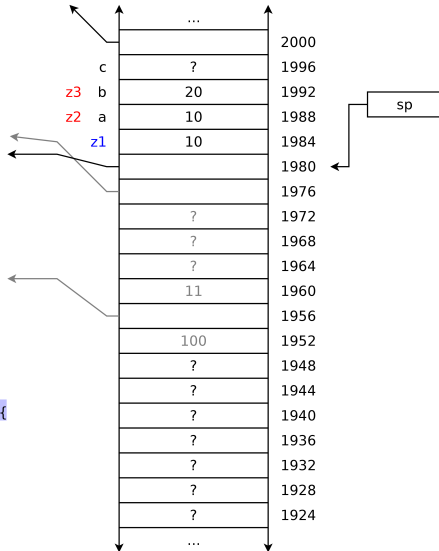 ...
2000
c ? 1996
z3 b 20 1992
z2 a 10 1988
sp
z1 10 1984
1980
1976
? 1972
? 1968
? 1964
11 1960
1956
100 1952
? 1948
? 1944
{ ? 1940
? 1936
? 1932
? 1928
? 1924
...